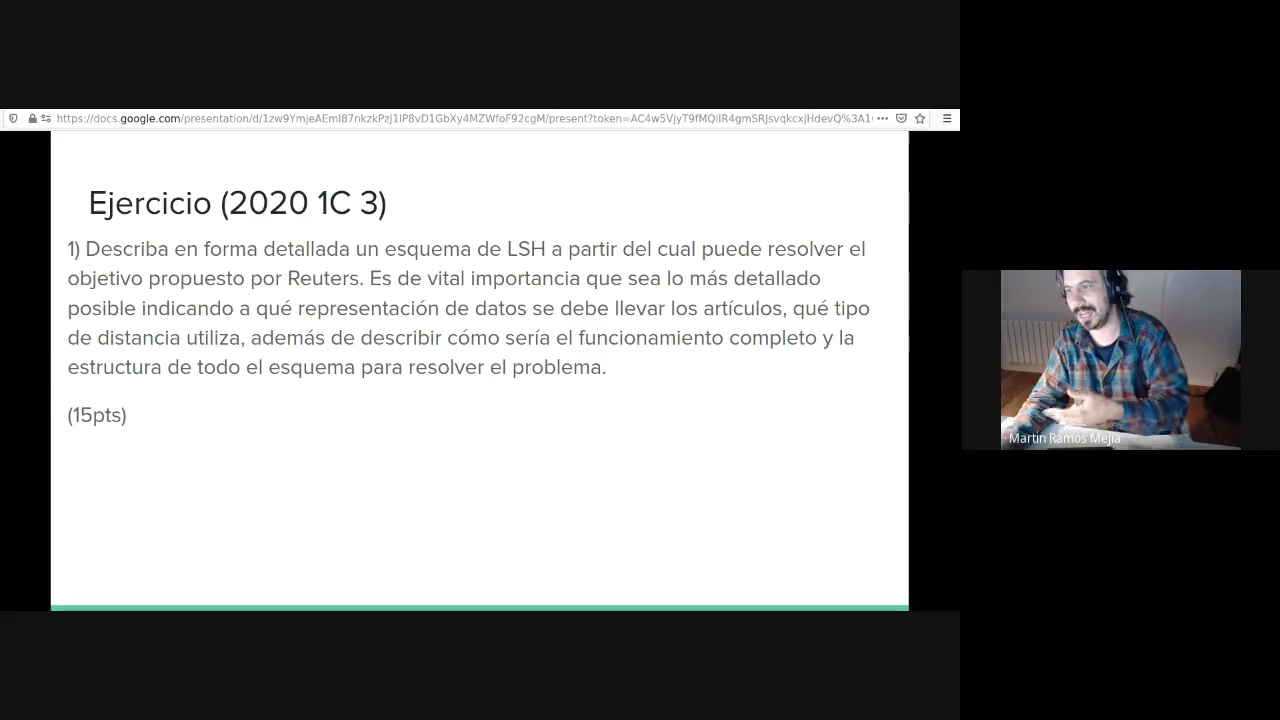 https://docs.google.com/presentation/d/1zw9YmjeAEmI87nkzkPzJ1lP8vD1GbXy4MZWfoF92cgM/present?token=AC4w5VjyT9fMQiIR4gmSRJsvqkcxjHdevQ%3A1
Ejercicio (2020 1C 3)
1) Describa en forma detallada un esquema de LSH a partir del cual puede resolver el
objetivo propuesto por Reuters. Es de vital importancia que sea lo más detallado
posible indicando a qué representación de datos se debe llevar los artículos, qué tipo
de distancia utiliza, además de describir cómo sería el funcionamiento completo y la
estructura de todo el esquema para resolver el problema.
(15pts)
Martín Ramos Mejía